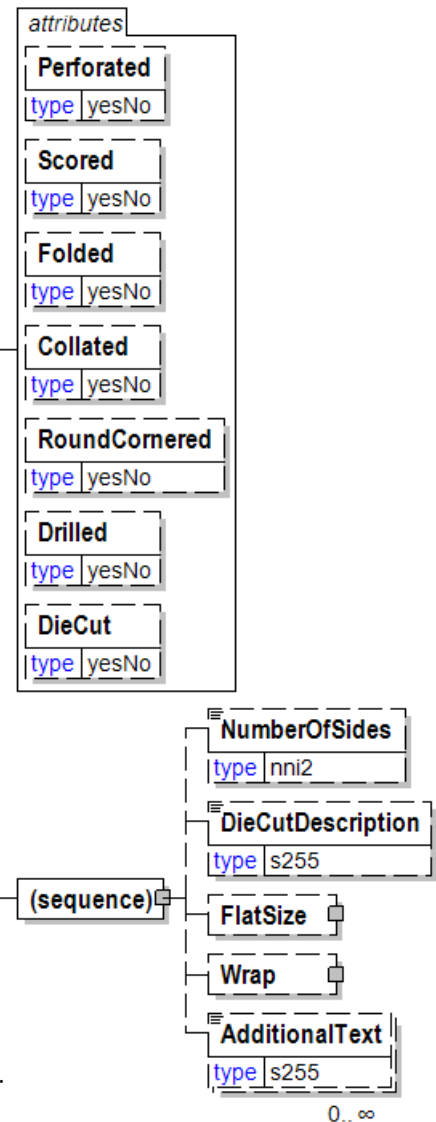 attributes
Perforated
type yesNo
Scored
type yesNo
Folded
type yesNo
Collated
type yesNo
RoundCornered
type yesNo
Drilled
type yesNo
DieCut
type yesNo
NumberOfSides
type nni2
DieCutDescription
type s255
(sequence)
FlatSize
Wrap
AdditionalText
type s255
.
0.. ∞